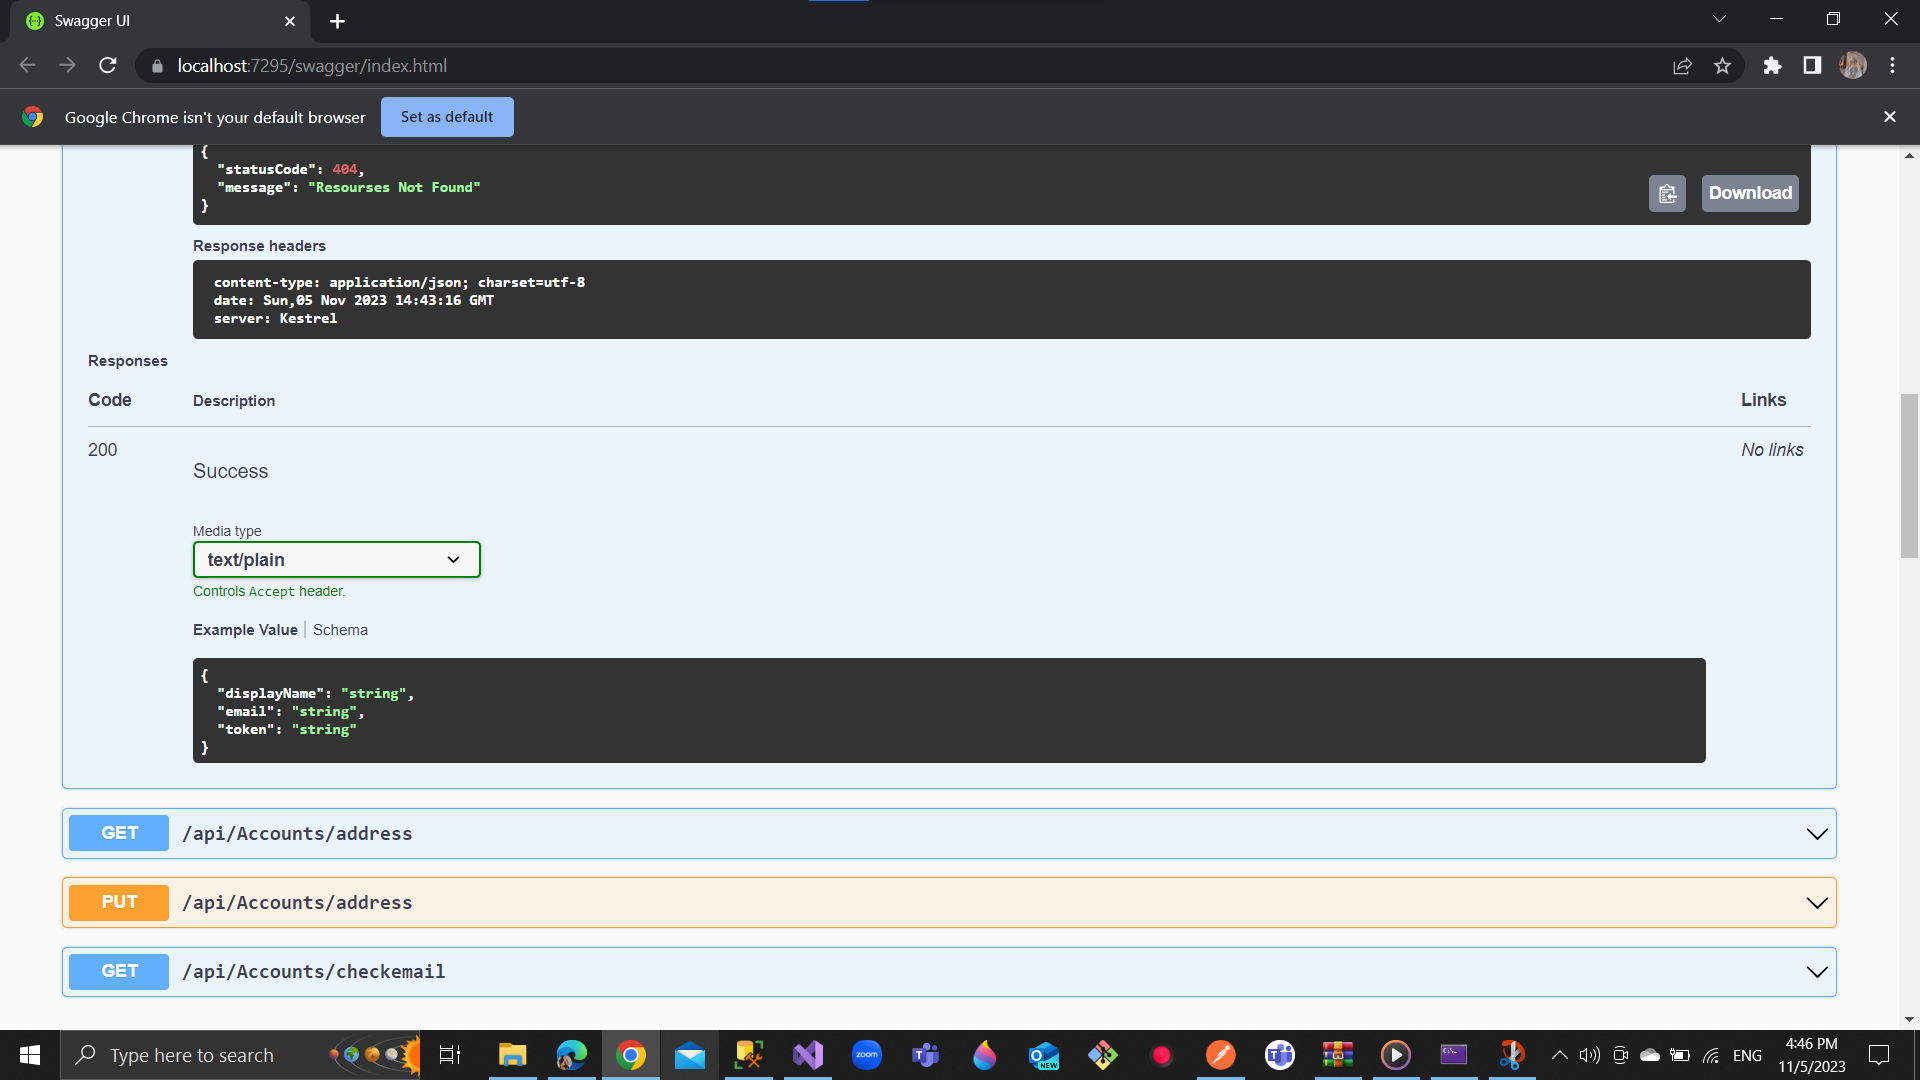 Swagger UI
localhost:7295/swagger/index.html
Google Chrome isn't your default browser
Set as default
{
"statusCode": 404,
"message": "Resourses Not Found"
}
Download
Response headers
content-type: application/json; charset=utf-8
date: Sun,05 Nov 2023 14:43:16 GMT
server: Kestrel
Responses
Code Description Links
200 No links
Success
Media type
text/plain
Controls Accept header.
Example Value Schema
{
"displayName": "string",
"email": "string",
"token": "string"
}
GET /api/Accounts/address
PUT /api/Accounts/address
GET /api/Accounts/checkemail
Type here to search
zoom
NEW
ENG
4:46 PM
11/5/2023